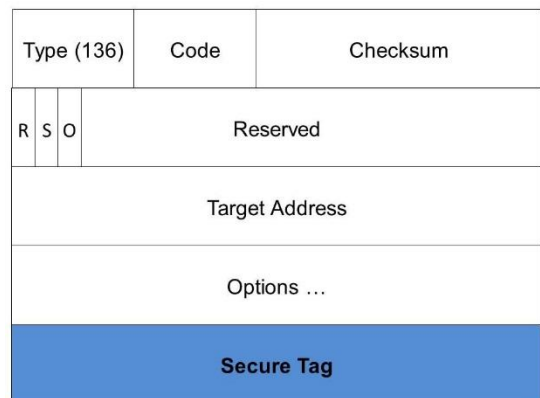 Type (136) Code Checksum
R S O Reserved
Target Address
Options ...
Secure Tag